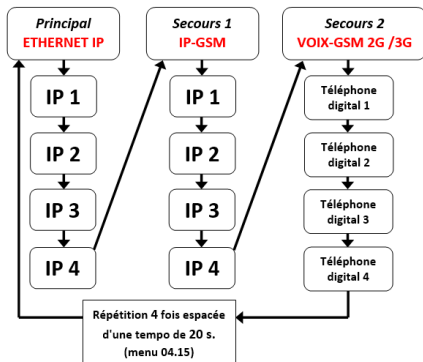 Principal
ETHERNET IP
IP 1
IP 2
IP 3
IP 4
Secours 1
IP-GSM
IP 1
IP 2
IP 3
IP 4
Secours 2
VOIX-GSM 2G /3G
Téléphone
digital 1
Téléphone
digital 2
Téléphone
digital 3
Téléphone
digital 4
Répétition 4 fois espacée
d'une tempo de 20 s.
(menu 04.15)